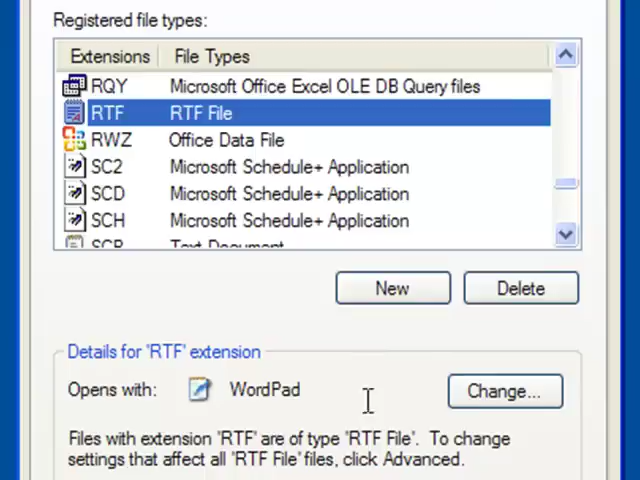 Registered file types:
Extensions File Types
RQY Microsoft Office Excel OLE DB Query files
RTF RTF File
RWZ Office Data File
SC2 Microsoft Schedule+ Application
SCD Microsoft Schedule+ Application
SCH Microsoft Schedule+ Application
SCP Text Document
New Delete
Details for 'RTF' extension
Opens with: WordPad Change...
Files with extension 'RTF' are of type 'RTF File'. To change
settings that affect all 'RTF File' files, click Advanced.